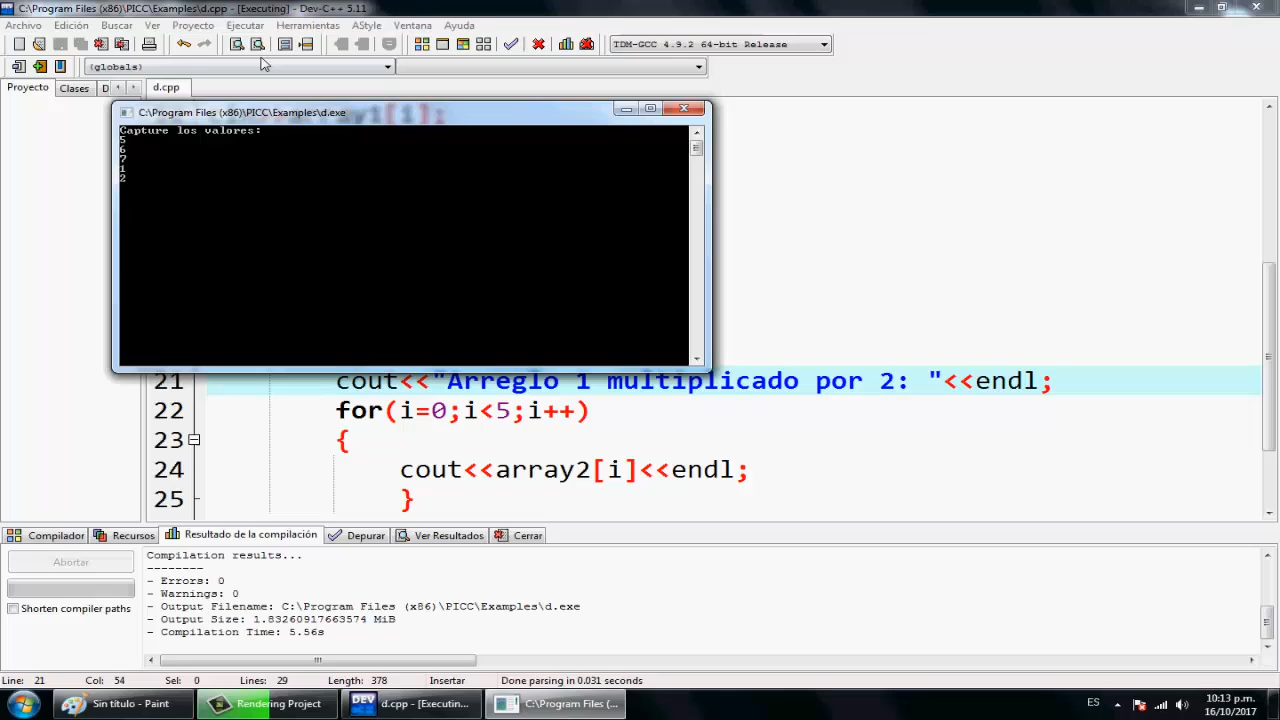 C:\Program Files (x86)\PICC\Examples\d.cpp - [Executing] - Dev-C++ 5.11
Archivo Edición Buscar Ver Proyecto Ejecutar Herramientas AStyle Ventana Ayuda
TDM-GCC 4.9.2 64-bit Release
(globals)
Proyecto Clases D d.cpp
C:\Program Files (x86)\PICC\Examples\d.exe
Capture los valores:
5
6
7
1
2
21 cout<<"Arreglo 1 multiplicado por 2: "<<endl;
22 for(i=0;i<5;i++)
23 {
24 cout<<array2[i]<<endl;
25 }
Compilador Recursos Resultado de la compilación Depurar Ver Resultados Cerrar
Abortar
Shorten compiler paths
Compilation results...
--------
- Errors: 0
- Warnings: 0
- Output Filename: C:\Program Files (x86)\PICC\Examples\d.exe
- Output Size: 1.83260917663574 MiB
- Compilation Time: 5.56s
Line: 21 Col: 54 Sel: 0 Lines: 29 Length: 378 Insertar Done parsing in 0.031 seconds
Sin título - Paint Rendering Project DEV d.cpp - [Executin... C:\Program Files (... ES 10:13 p.m.
16/10/2017